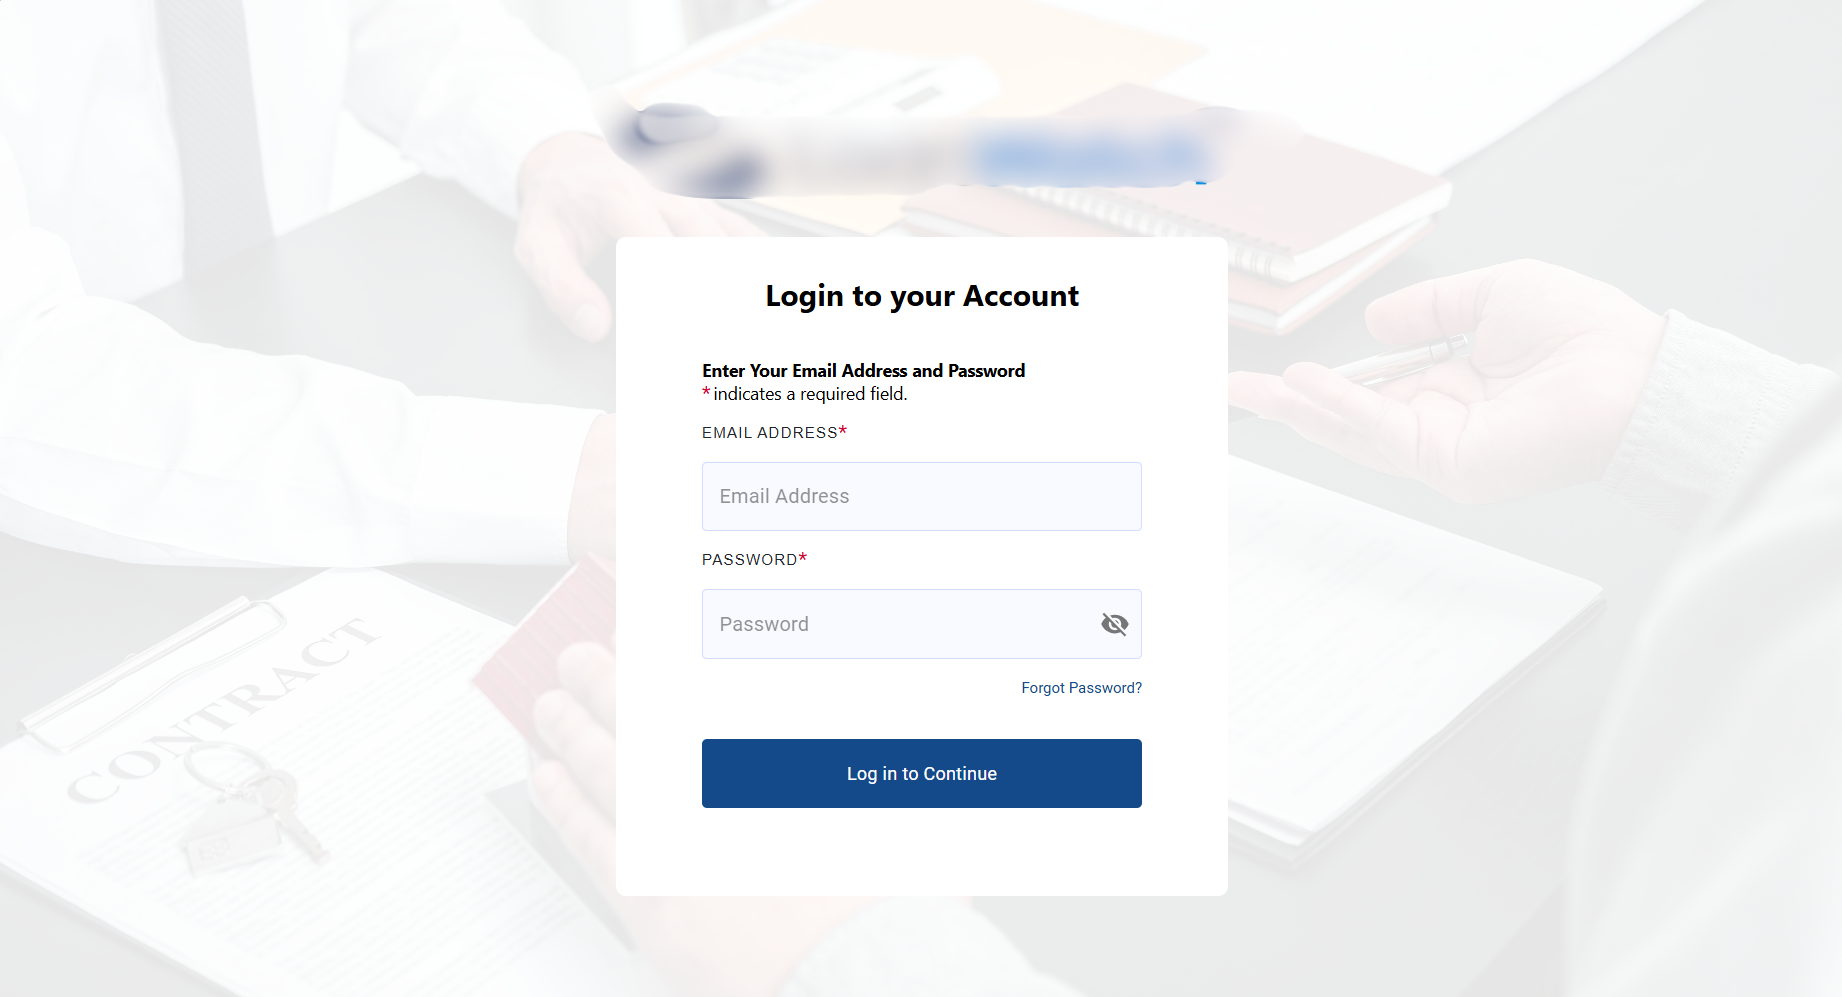 Login to your Account
Enter Your Email Address and Password
* indicates a required field.
EMAIL ADDRESS*
Email Address
PASSWORD*
Password
Forgot Password?
Log in to Continue
CONTRACT